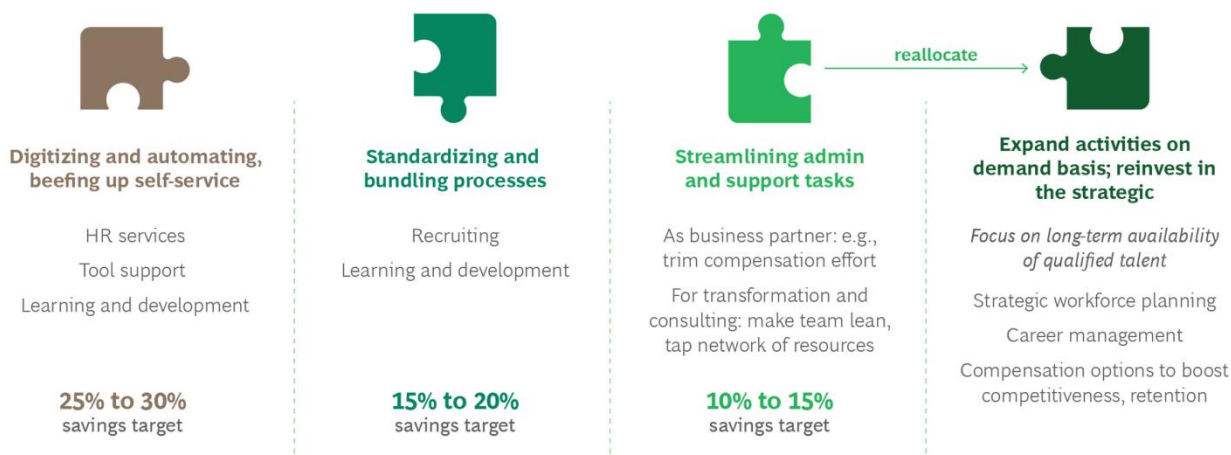 reallocate
Digitizing and automating,
beefing up self-service
HR services
Tool support
Learning and development
25% to 30%
savings target
Standardizing and
bundling processes
Recruiting
Learning and development
15% to 20%
savings target
Streamlining admin
and support tasks
As business partner: e.g.,
trim compensation effort
For transformation and
consulting: make team lean,
tap network of resources
10% to 15%
savings target
Expand activities on
demand basis; reinvest in
the strategic
Focus on long-term availability
of qualified talent
Strategic workforce planning
Career management
Compensation options to boost
competitiveness, retention